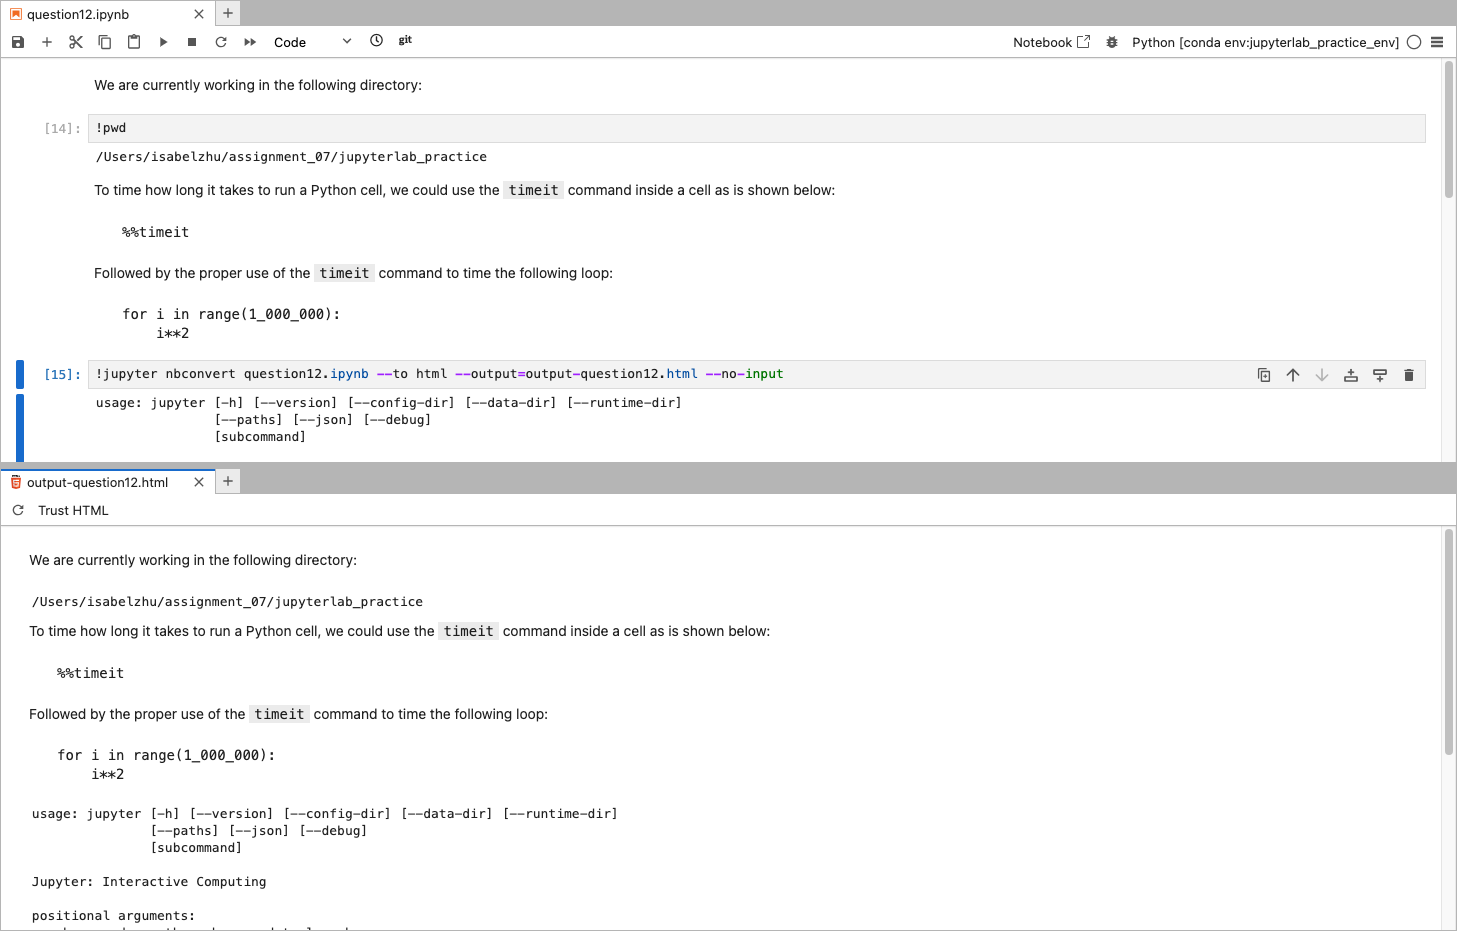 question12.ipynb
Code
git
Notebook
Python [conda env:jupyterlab_practice_env]
We are currently working in the following directory:
[14]:
!pwd
/Users/isabelzhu/assignment_07/jupyterlab_practice
To time how long it takes to run a Python cell, we could use the timeit command inside a cell as is shown below:
%%timeit
Followed by the proper use of the timeit command to time the following loop:
for i in range(1_000_000):
    i**2
[15]:
!jupyter nbconvert question12.ipynb --to html --output=output-question12.html --no-input
usage: jupyter [-h] [--version] [--config-dir] [--data-dir] [--runtime-dir]
               [--paths] [--json] [--debug]
               [subcommand]
output-question12.html
Trust HTML
We are currently working in the following directory:
/Users/isabelzhu/assignment_07/jupyterlab_practice
To time how long it takes to run a Python cell, we could use the timeit command inside a cell as is shown below:
%%timeit
Followed by the proper use of the timeit command to time the following loop:
for i in range(1_000_000):
    i**2
usage: jupyter [-h] [--version] [--config-dir] [--data-dir] [--runtime-dir]
               [--paths] [--json] [--debug]
               [subcommand]
Jupyter: Interactive Computing
positional arguments: